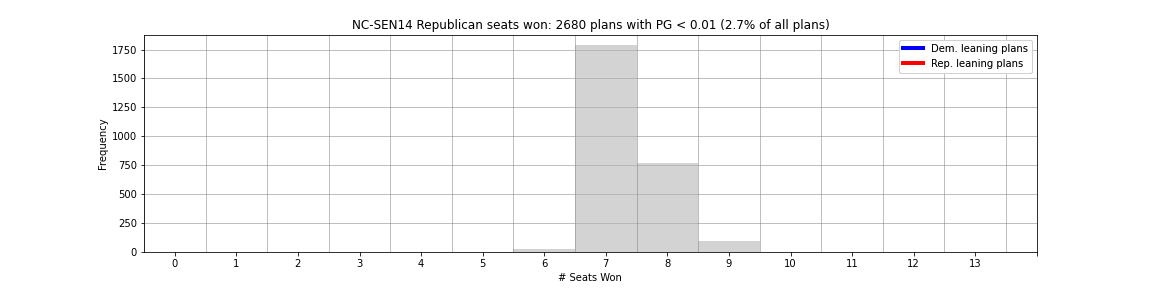 NC-SEN14 Republican seats won: 2680 plans with PG < 0.01 (2.7% of all plans)
Dem. leaning plans
Rep. leaning plans
1750
1500
1250
1000
750
500
250
0
Frequency
0 1 2 3 4 5 6 7 8 9 10 11 12 13
# Seats Won